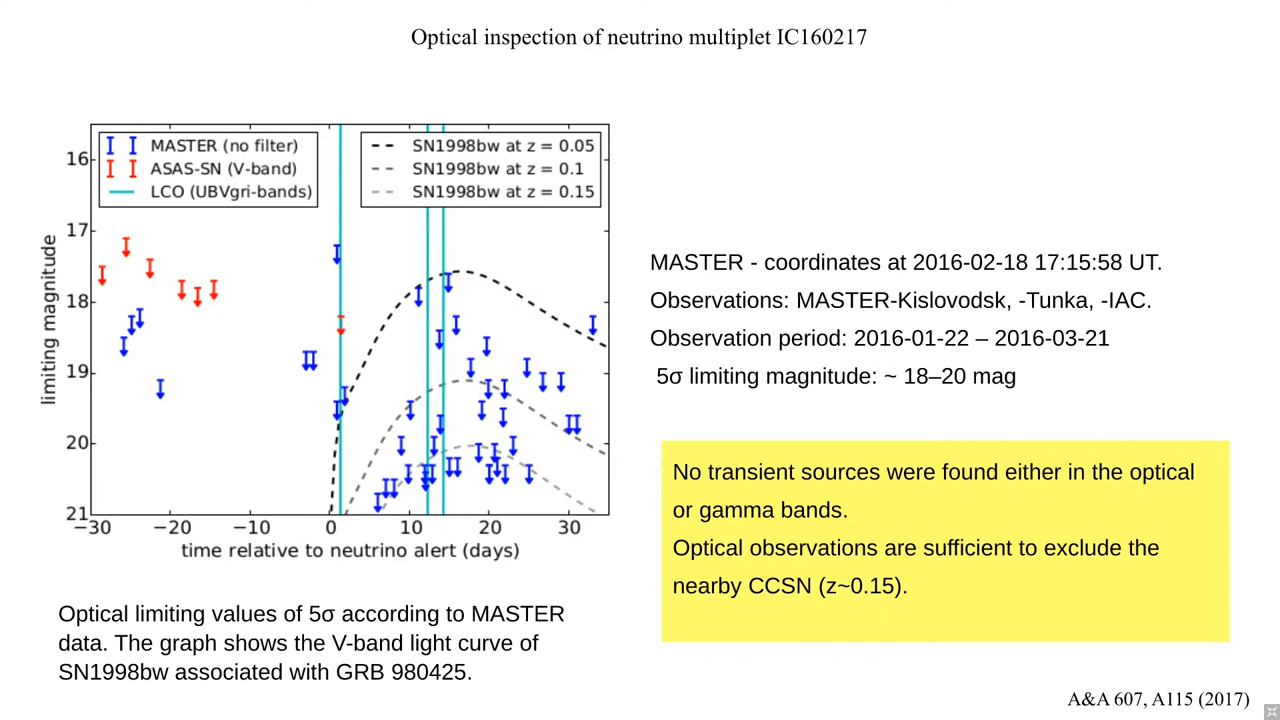 Optical inspection of neutrino multiplet IC160217
MASTER (no filter)
ASAS-SN (V-band)
LCO (UBVgri-bands)
SN1998bw at z = 0.05
SN1998bw at z = 0.1
SN1998bw at z = 0.15
limiting magnitude
16
17
18
19
20
21
−30 −20 −10 0 10 20 30
time relative to neutrino alert (days)
Optical limiting values of 5σ according to MASTER
data. The graph shows the V-band light curve of
SN1998bw associated with GRB 980425.
MASTER - coordinates at 2016-02-18 17:15:58 UT.
Observations: MASTER-Kislovodsk, -Tunka, -IAC.
Observation period: 2016-01-22 – 2016-03-21
5σ limiting magnitude: ~ 18–20 mag
No transient sources were found either in the optical
or gamma bands.
Optical observations are sufficient to exclude the
nearby CCSN (z~0.15).
A&A 607, A115 (2017)